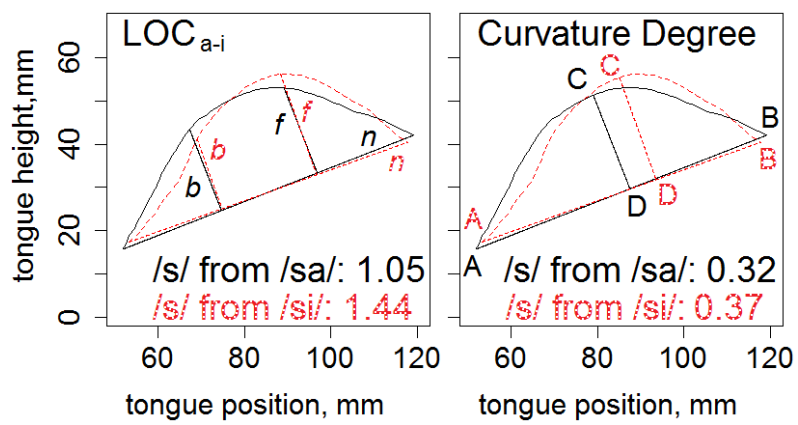 LOC a-i
Curvature Degree
tongue height,mm
60
40
20
0
f
f
b
b
n
n
C
C
B
B
D
D
A
A
/s/ from /sa/: 1.05
/s/ from /si/: 1.44
/s/ from /sa/: 0.32
/s/ from /si/: 0.37
60 80 100 120
60 80 100 120
tongue position, mm
tongue position, mm